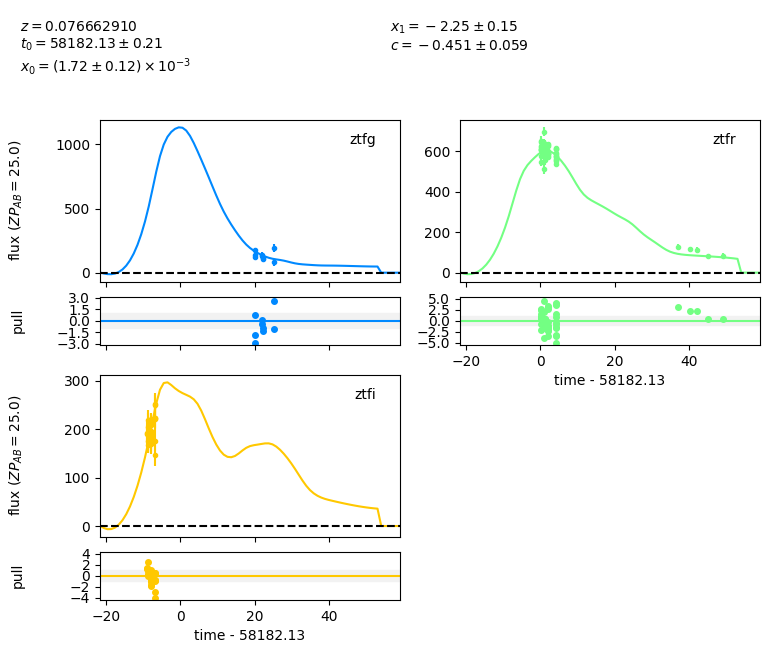 z = 0.076662910
t₀ = 58182.13 ± 0.21
x₀ = (1.72 ± 0.12) × 10⁻³
x₁ = −2.25 ± 0.15
c = −0.451 ± 0.059
ztfg
flux (ZP_AB = 25.0)
1000
500
0
pull
3.0
1.5
0.0
−1.5
−3.0
ztfr
600
400
200
0
5.0
2.5
0.0
−2.5
−5.0
−20 0 20 40
time - 58182.13
ztfi
flux (ZP_AB = 25.0)
300
200
100
0
pull
4
2
0
−2
−4
−20 0 20 40
time - 58182.13